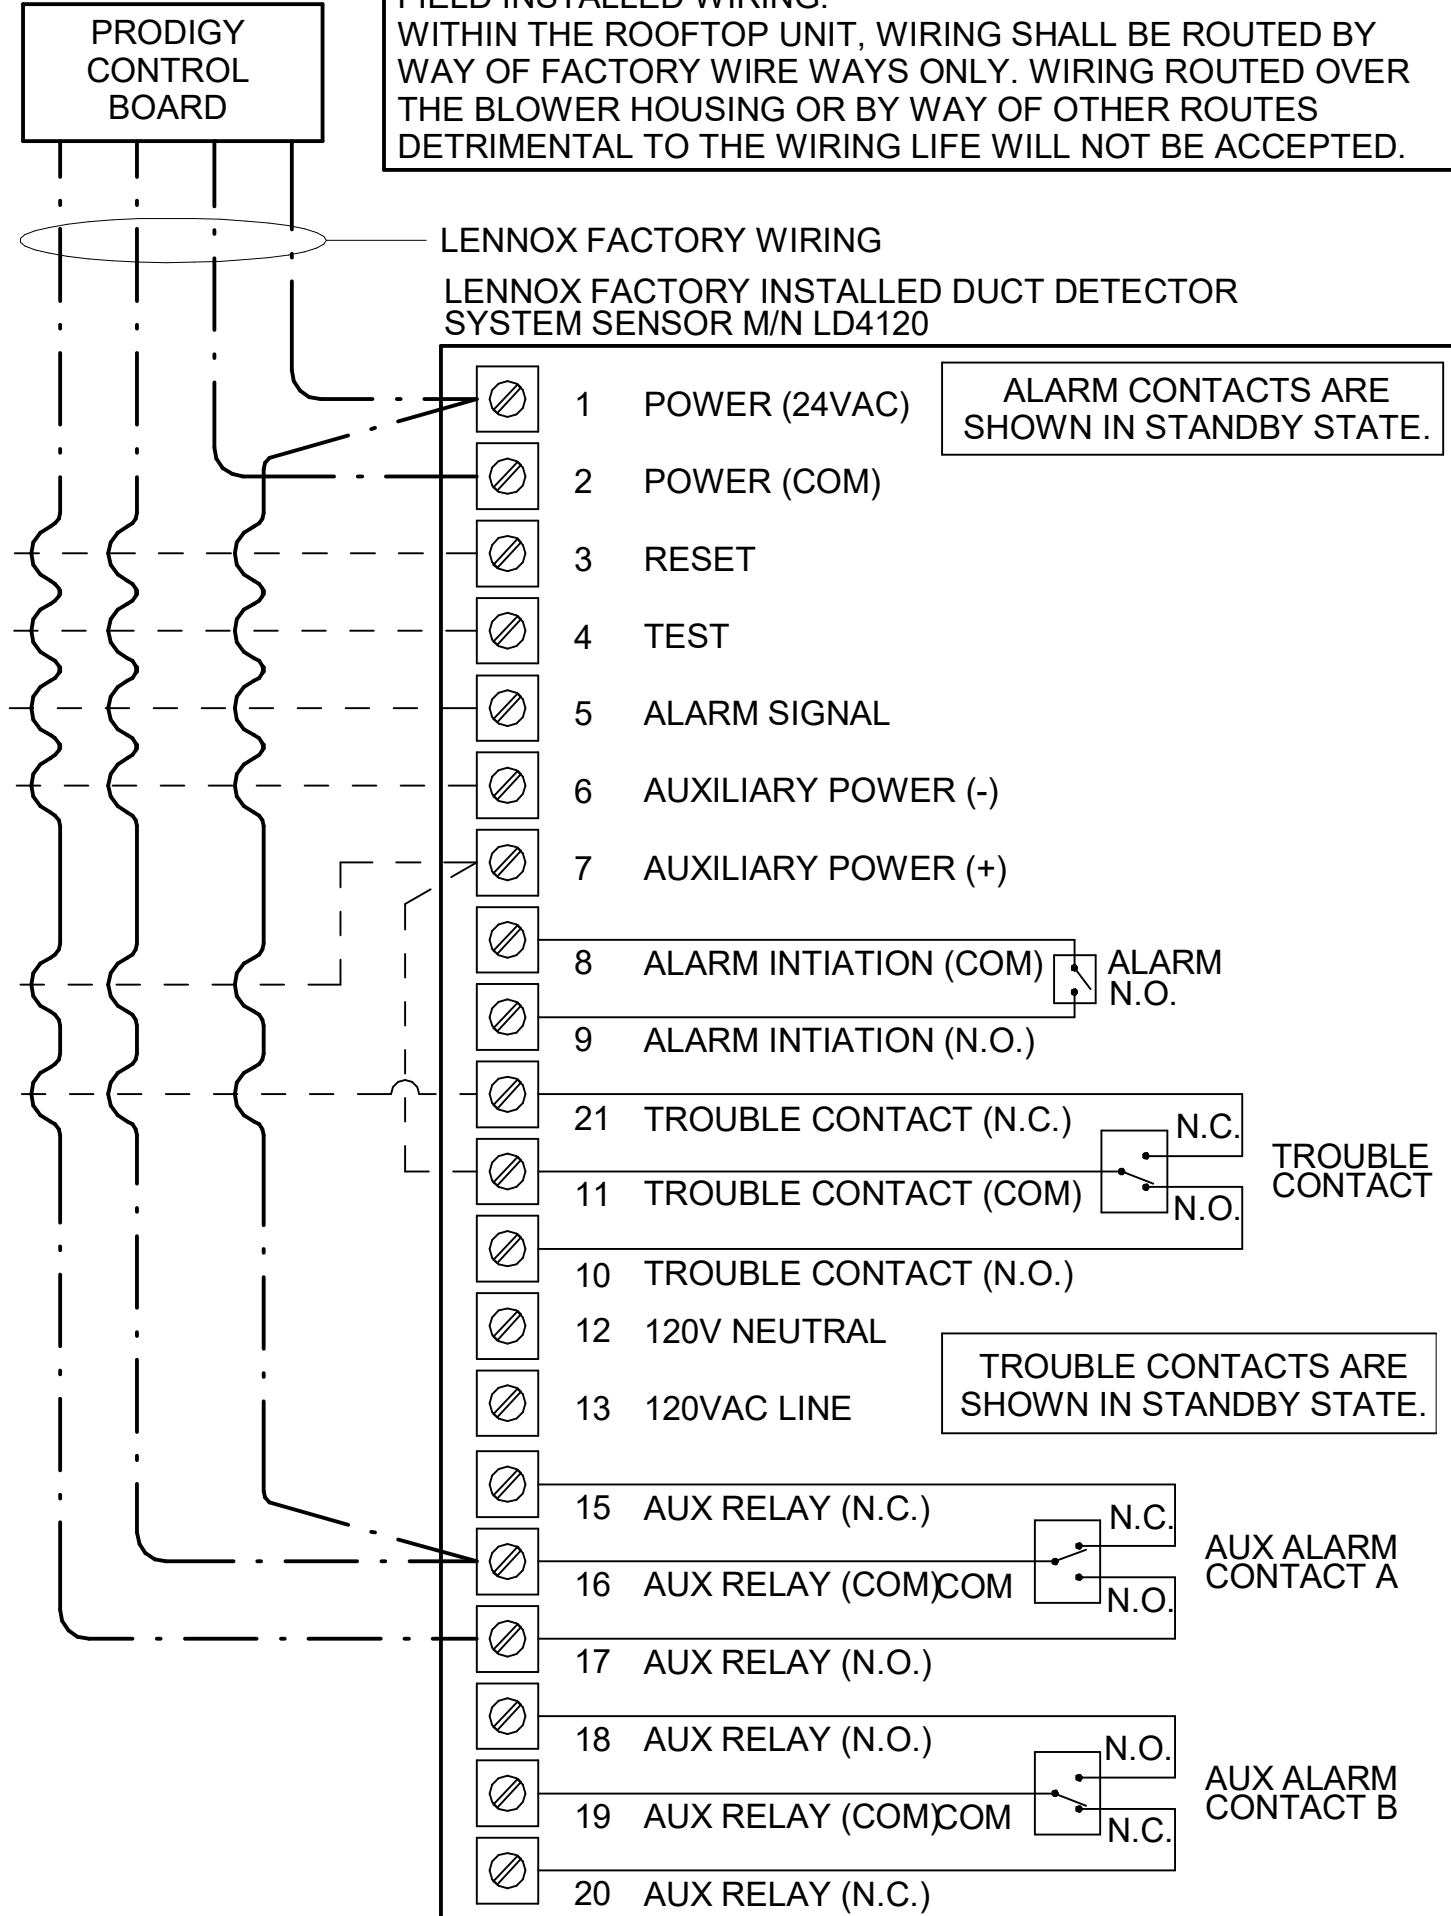 PRODIGY
CONTROL
BOARD
FIELD INSTALLED WIRING:
WITHIN THE ROOFTOP UNIT, WIRING SHALL BE ROUTED BY
WAY OF FACTORY WIRE WAYS ONLY. WIRING ROUTED OVER
THE BLOWER HOUSING OR BY WAY OF OTHER ROUTES
DETRIMENTAL TO THE WIRING LIFE WILL NOT BE ACCEPTED.
LENNOX FACTORY WIRING
LENNOX FACTORY INSTALLED DUCT DETECTOR
SYSTEM SENSOR M/N LD4120
ALARM CONTACTS ARE
SHOWN IN STANDBY STATE.
1 POWER (24VAC)
2 POWER (COM)
3 RESET
4 TEST
5 ALARM SIGNAL
6 AUXILIARY POWER (-)
7 AUXILIARY POWER (+)
8 ALARM INTIATION (COM)
ALARM
N.O.
9 ALARM INTIATION (N.O.)
21 TROUBLE CONTACT (N.C.)
N.C.
TROUBLE
CONTACT
11 TROUBLE CONTACT (COM)
N.O.
10 TROUBLE CONTACT (N.O.)
12 120V NEUTRAL
TROUBLE CONTACTS ARE
SHOWN IN STANDBY STATE.
13 120VAC LINE
15 AUX RELAY (N.C.)
N.C.
AUX ALARM
CONTACT A
16 AUX RELAY (COM)COM
N.O.
17 AUX RELAY (N.O.)
18 AUX RELAY (N.O.)
N.O.
AUX ALARM
CONTACT B
19 AUX RELAY (COM)COM
N.C.
20 AUX RELAY (N.C.)